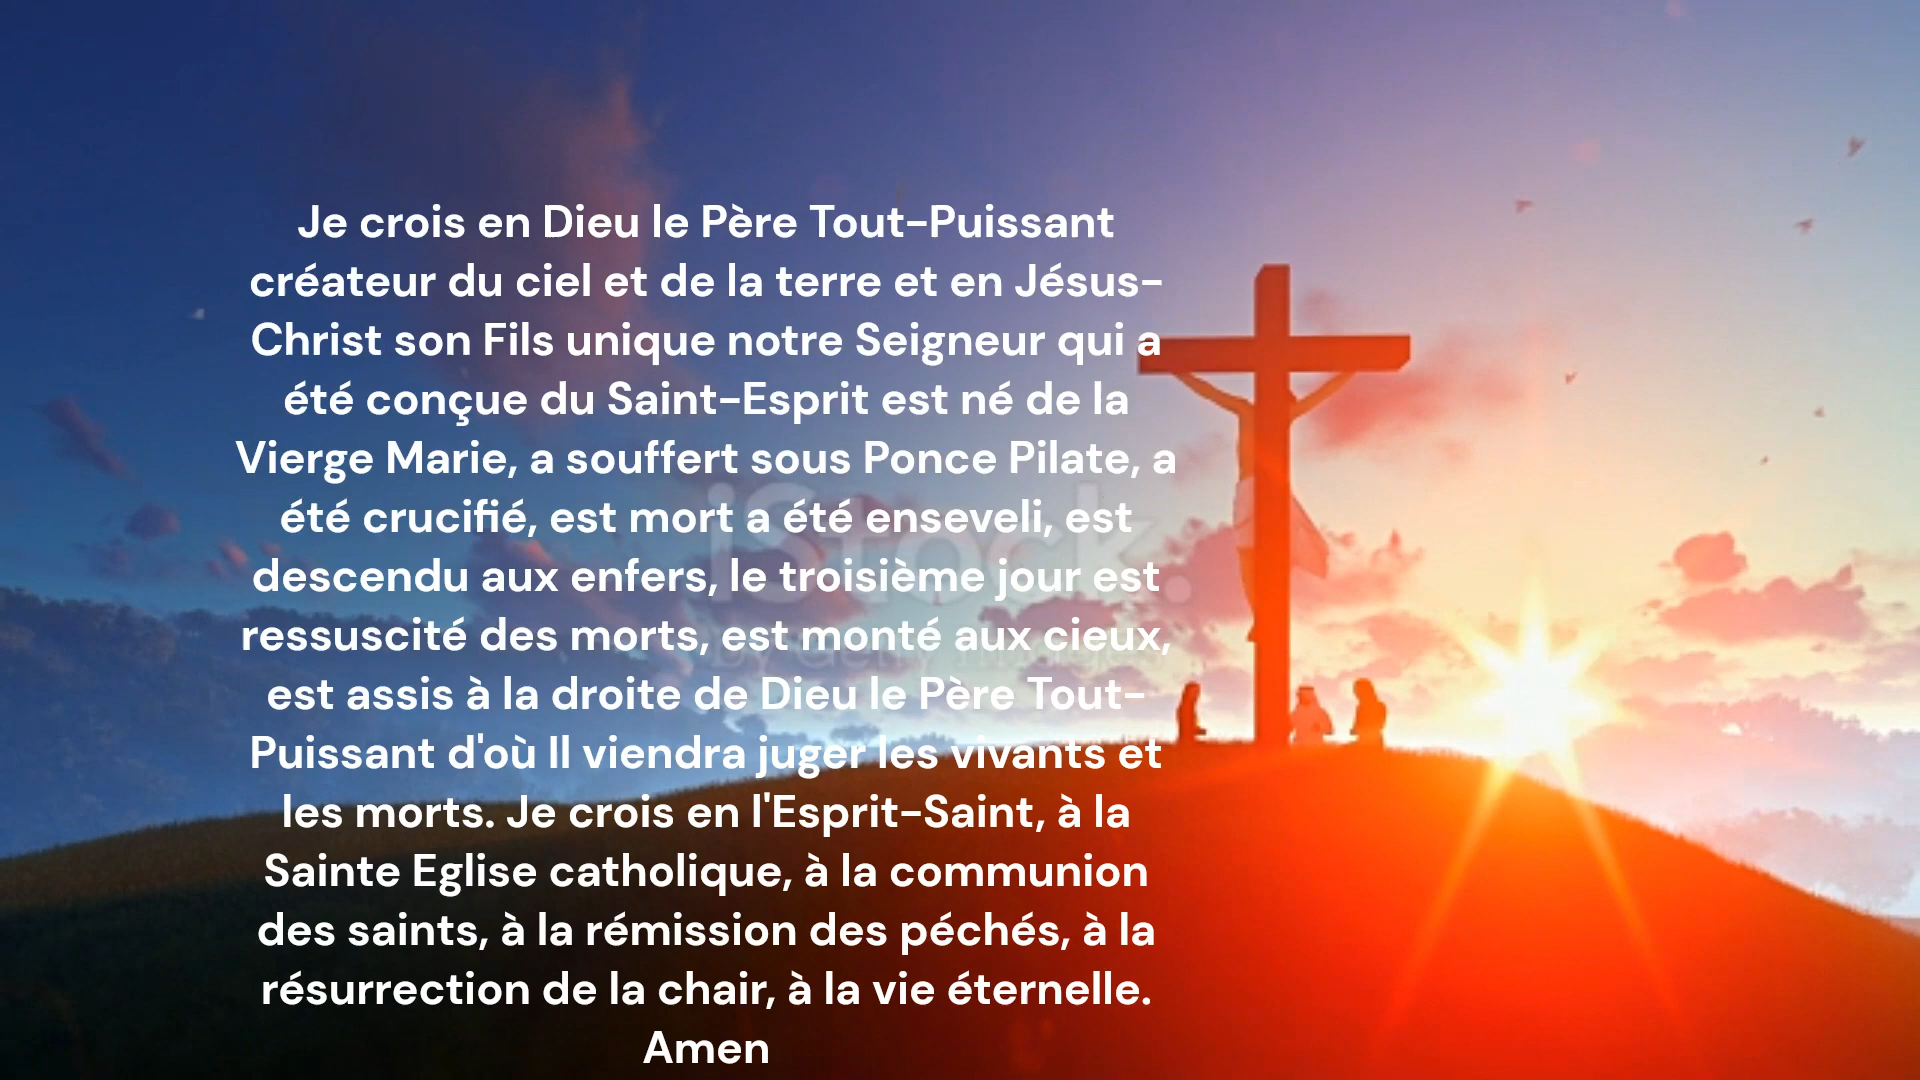 Je crois en Dieu le Père Tout-Puissant
créateur du ciel et de la terre et en Jésus-
Christ son Fils unique notre Seigneur qui a
été conçue du Saint-Esprit est né de la
Vierge Marie, a souffert sous Ponce Pilate, a
été crucifié, est mort a été enseveli, est
descendu aux enfers, le troisième jour est
ressuscité des morts, est monté aux cieux,
est assis à la droite de Dieu le Père Tout-
Puissant d'où Il viendra juger les vivants et
les morts. Je crois en l'Esprit-Saint, à la
Sainte Eglise catholique, à la communion
des saints, à la rémission des péchés, à la
résurrection de la chair, à la vie éternelle.
Amen
iStock.
by Getty Images